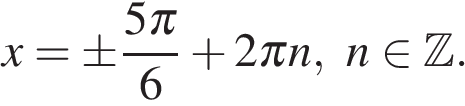 x = ± 5π/6 + 2πn, n ∈ ℤ.